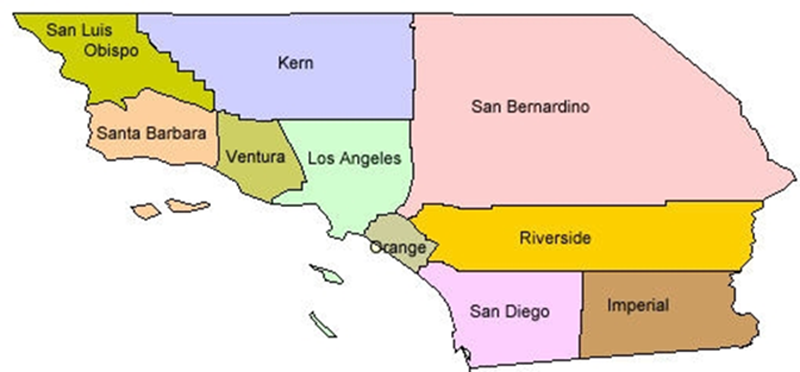 San Luis
Obispo
Kern
San Bernardino
Santa Barbara
Ventura
Los Angeles
Orange
Riverside
San Diego
Imperial